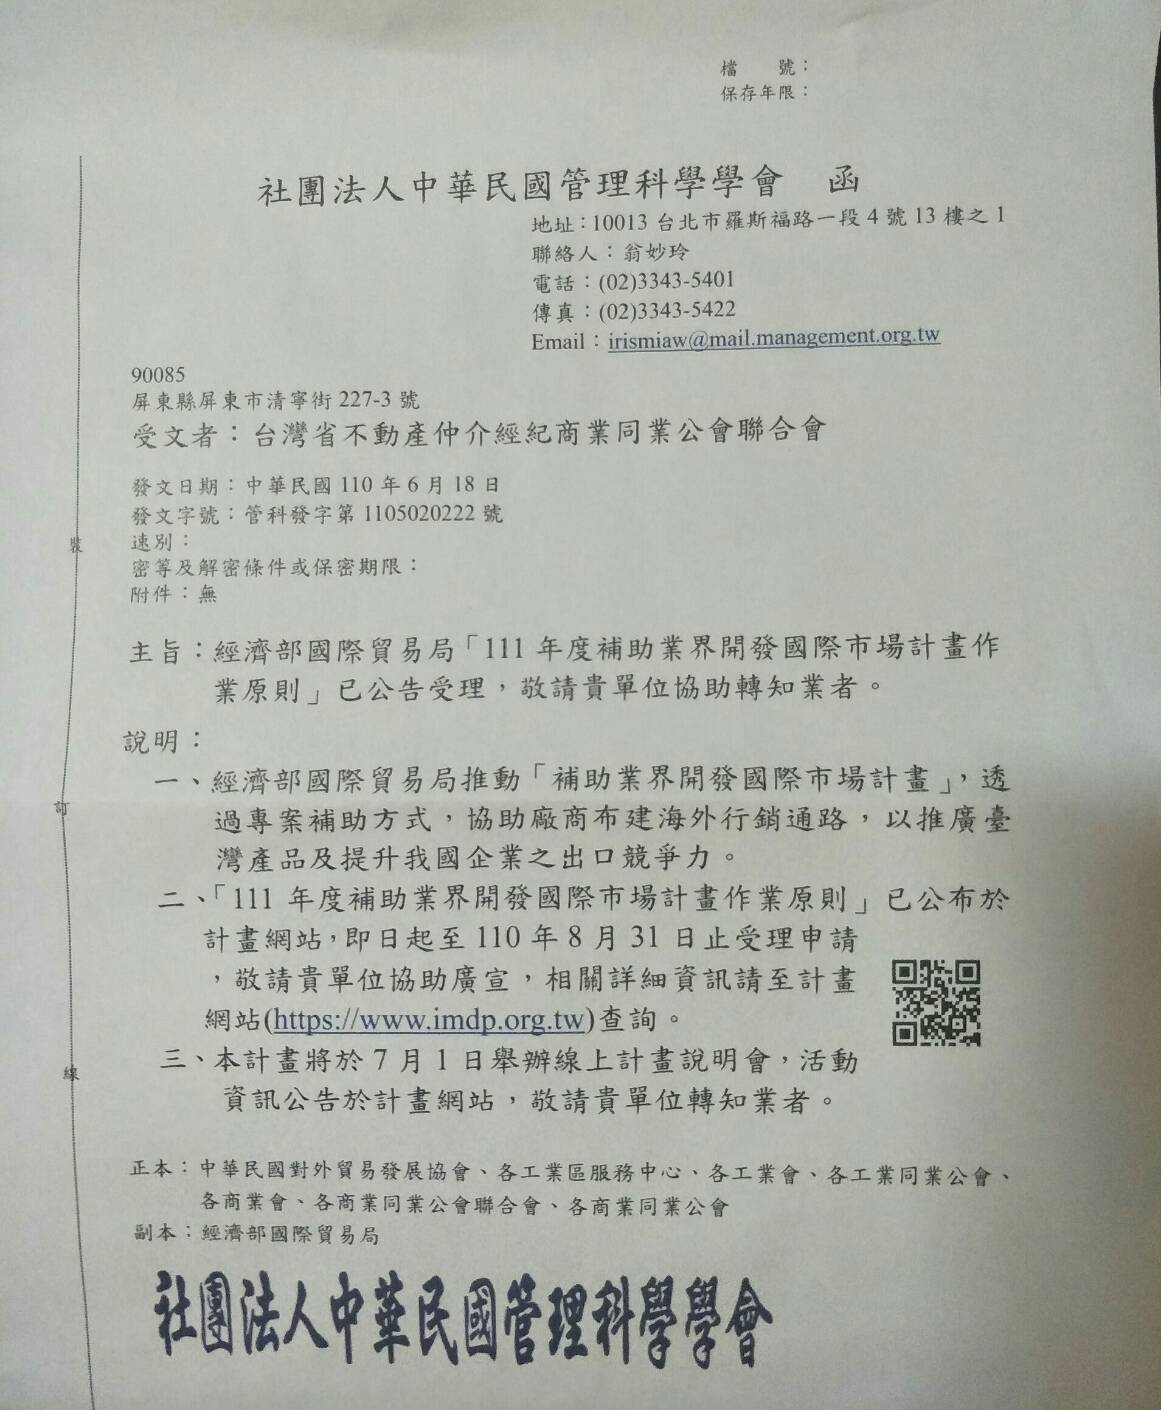 檔　　號：
保存年限：
社團法人中華民國管理科學學會　函
地址：10013 台北市羅斯福路一段 4 號 13 樓之 1
聯絡人：翁妙玲
電話：(02)3343-5401
傳真：(02)3343-5422
Email：irismiaw@mail.management.org.tw
90085
屏東縣屏東市清寧街 227-3 號
受文者：台灣省不動產仲介經紀商業同業公會聯合會
發文日期：中華民國 110 年 6 月 18 日
發文字號：管科發字第 1105020222 號
速別：
密等及解密條件或保密期限：
附件：無
主旨：經濟部國際貿易局「111 年度補助業界開發國際市場計畫作
業原則」已公告受理，敬請貴單位協助轉知業者。
說明：
一、經濟部國際貿易局推動「補助業界開發國際市場計畫」，透
過專案補助方式，協助廠商布建海外行銷通路，以推廣臺
灣產品及提升我國企業之出口競爭力。
二、「111 年度補助業界開發國際市場計畫作業原則」已公布於
計畫網站，即日起至 110 年 8 月 31 日止受理申請
，敬請貴單位協助廣宣，相關詳細資訊請至計畫
網站(https://www.imdp.org.tw)查詢。
三、本計畫將於 7 月 1 日舉辦線上計畫說明會，活動
資訊公告於計畫網站，敬請貴單位轉知業者。
正本：中華民國對外貿易發展協會、各工業區服務中心、各工業會、各工業同業公會、
各商業會、各商業同業公會聯合會、各商業同業公會
副本：經濟部國際貿易局
社團法人中華民國管理科學學會
裝
訂
線